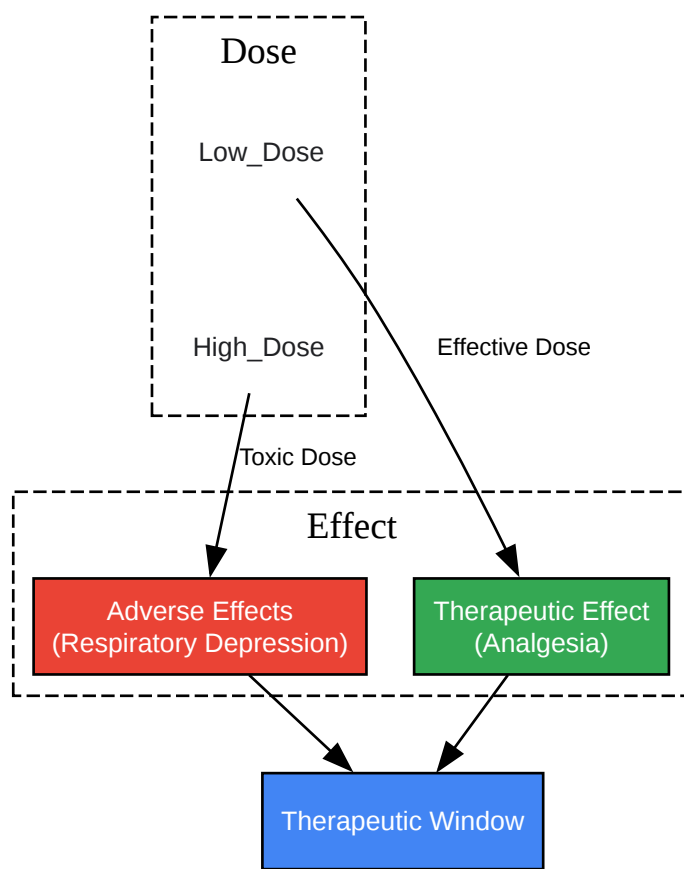 Dose
Low_Dose
High_Dose
Effective Dose
Toxic Dose
Effect
Adverse Effects
(Respiratory Depression)
Therapeutic Effect
(Analgesia)
Therapeutic Window